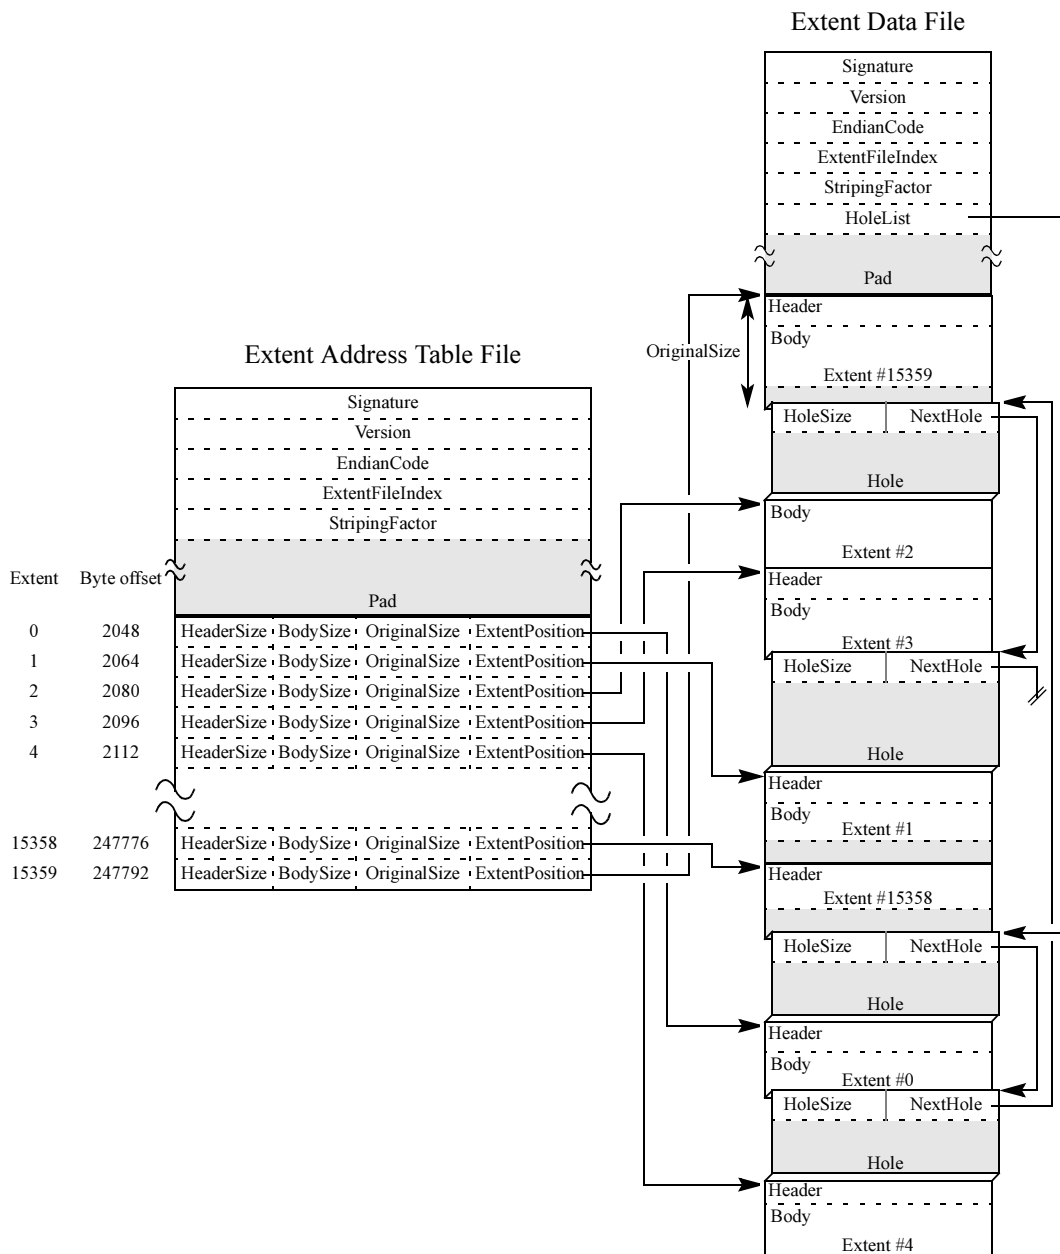 Extent Data File
Signature
Version
EndianCode
ExtentFileIndex
StripingFactor
HoleList
Pad
Header
Body
OriginalSize
Extent #15359
HoleSize NextHole
Hole
Body
Extent #2
Header
Body
Extent #3
HoleSize NextHole
Hole
Header
Body
Extent #1
Header
Extent #15358
HoleSize NextHole
Hole
Header
Body
Extent #0
HoleSize NextHole
Hole
Header
Body
Extent #4
Extent Address Table File
Signature
Version
EndianCode
ExtentFileIndex
StripingFactor
Pad
Extent Byte offset
0 2048 HeaderSize BodySize OriginalSize ExtentPosition
1 2064 HeaderSize BodySize OriginalSize ExtentPosition
2 2080 HeaderSize BodySize OriginalSize ExtentPosition
3 2096 HeaderSize BodySize OriginalSize ExtentPosition
4 2112 HeaderSize BodySize OriginalSize ExtentPosition
15358 247776 HeaderSize BodySize OriginalSize ExtentPosition
15359 247792 HeaderSize BodySize OriginalSize ExtentPosition